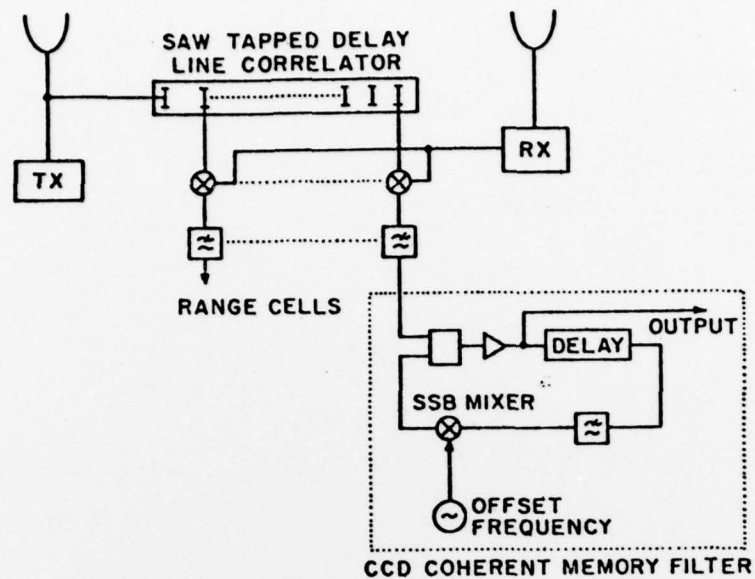 SAW TAPPED DELAY
LINE CORRELATOR
TX
RX
RANGE CELLS
OUTPUT
DELAY
SSB MIXER
OFFSET
FREQUENCY
CCD COHERENT MEMORY FILTER